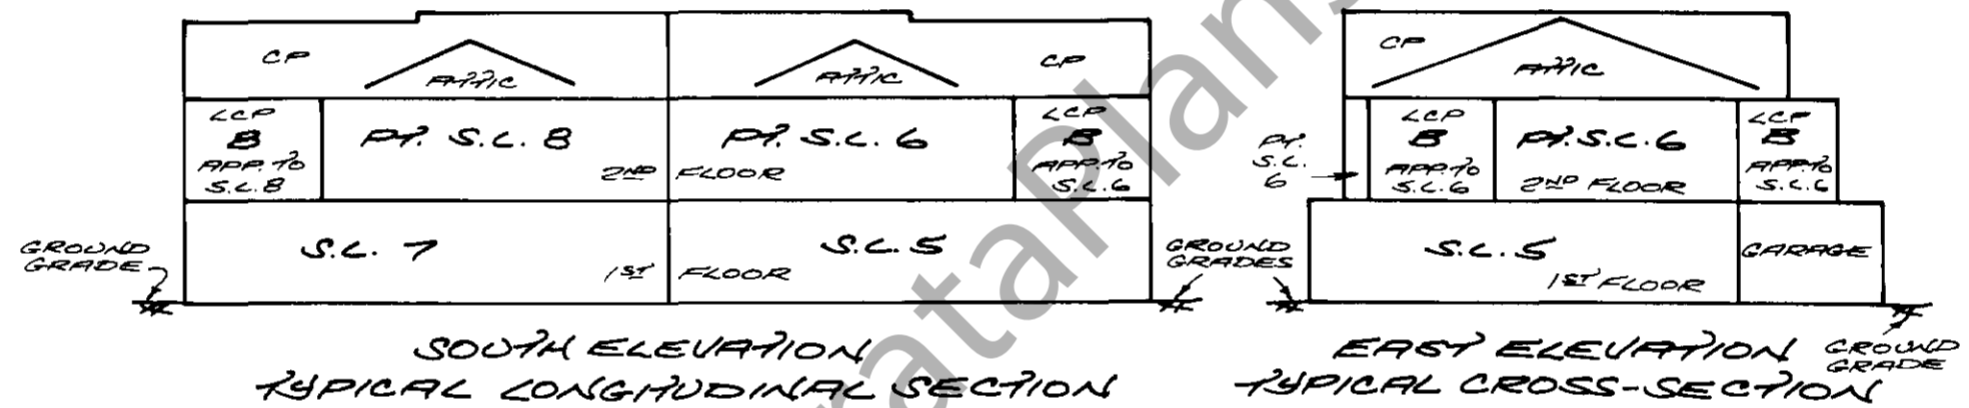 CP
ATTIC
ATTIC
CP
LCP
B
APP. TO
S.L. 8
PT. S.L. 8
2ND FLOOR
PT. S.L. 6
LCP
B
APP. TO
S.L. 6
S.L. 7
1ST FLOOR
S.L. 5
GROUND
GRADE
GROUND
GRADES
SOUTH ELEVATION
TYPICAL LONGITUDINAL SECTION
CP
ATTIC
PT.
S.L.
6
LCP
B
APP. TO
S.L. 6
PT. S.L. 6
2ND FLOOR
LCP
B
APP. TO
S.L. 6
S.L. 5
1ST FLOOR
GARAGE
GROUND
GRADE
EAST ELEVATION
TYPICAL CROSS-SECTION
rataPlans